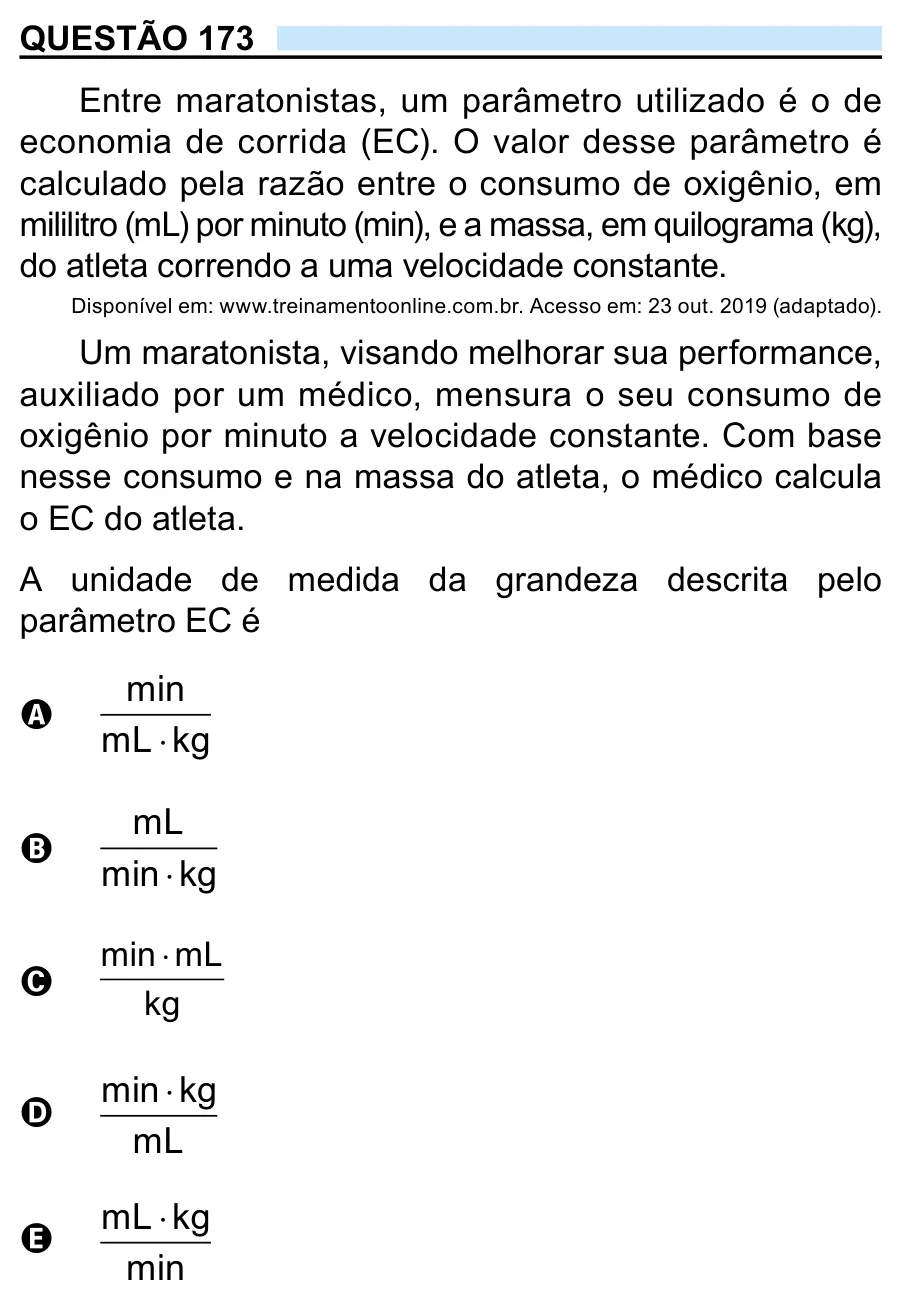 QUESTÃO 173
Entre maratonistas, um parâmetro utilizado é o de
economia de corrida (EC). O valor desse parâmetro é
calculado pela razão entre o consumo de oxigênio, em
mililitro (mL) por minuto (min), e a massa, em quilograma (kg),
do atleta correndo a uma velocidade constante.
Disponível em: www.treinamentoonline.com.br. Acesso em: 23 out. 2019 (adaptado).
Um maratonista, visando melhorar sua performance,
auxiliado por um médico, mensura o seu consumo de
oxigênio por minuto a velocidade constante. Com base
nesse consumo e na massa do atleta, o médico calcula
o EC do atleta.
A unidade de medida da grandeza descrita pelo
parâmetro EC é
A
min
mL · kg
B
mL
min · kg
C
min · mL
kg
D
min · kg
mL
E
mL · kg
min